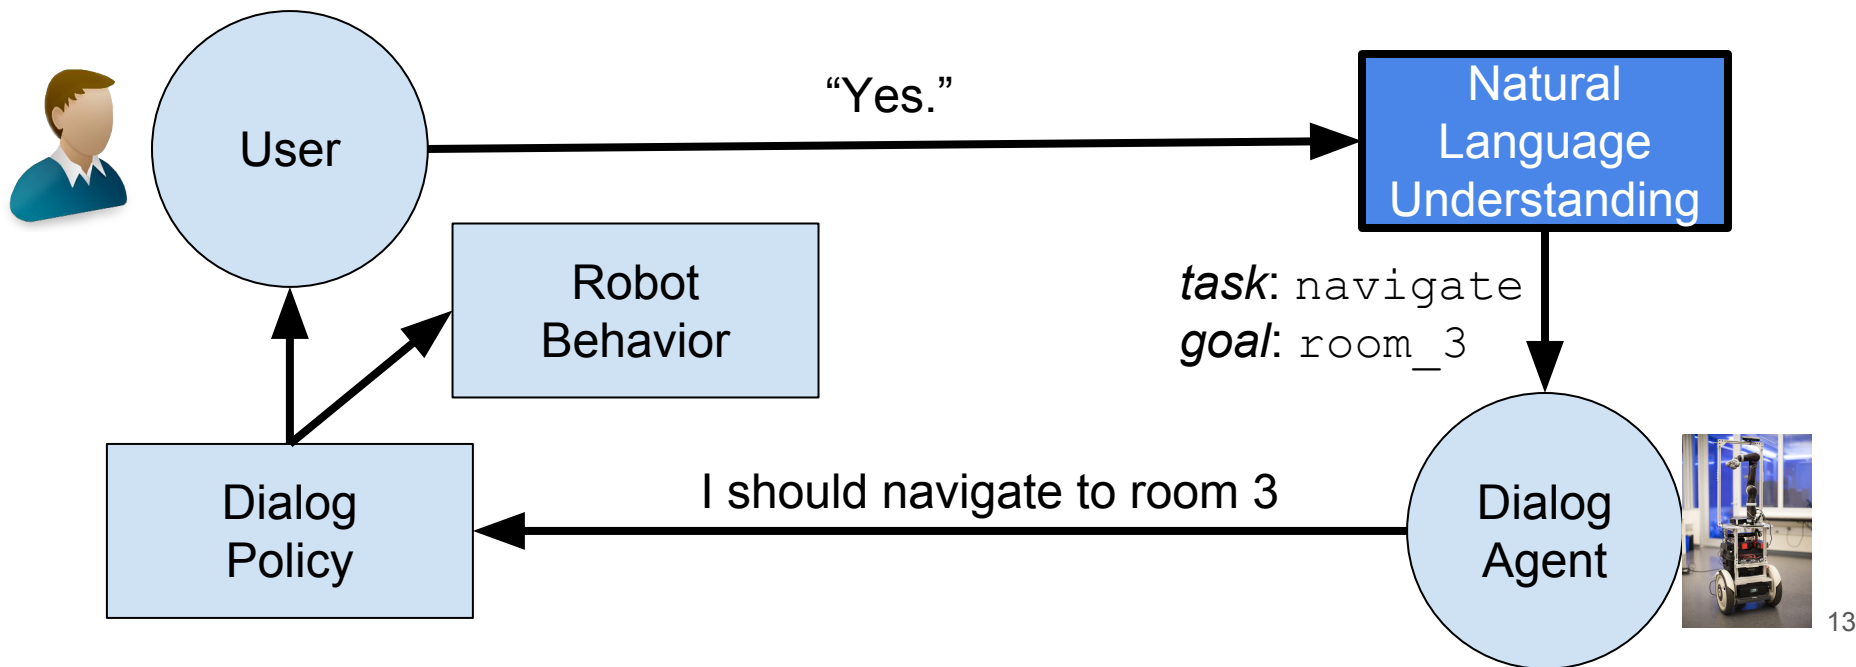 “Yes.”
User
Natural
Language
Understanding
Robot
Behavior
task: navigate
goal: room_3
Dialog
Policy
I should navigate to room 3
Dialog
Agent
13